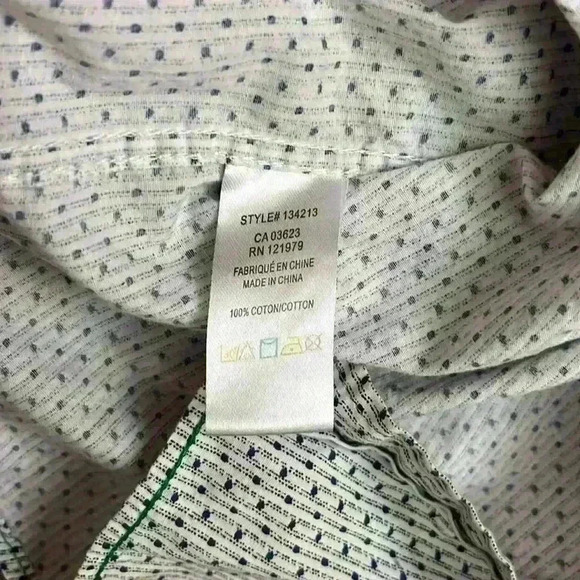 STYLE# 134213
CA 03623
RN 121979
FABRIQUÉ EN CHINE
MADE IN CHINA
100% COTON/COTTON